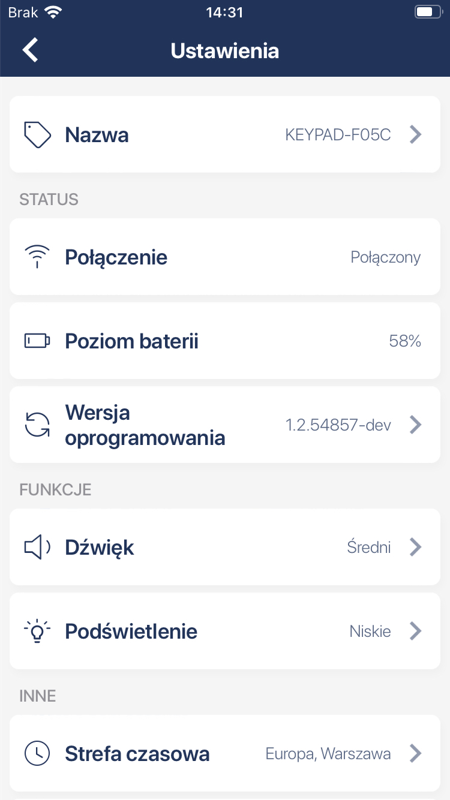 Brak 14:31
Ustawienia
Nazwa KEYPAD-F05C
STATUS
Połączenie Połączony
Poziom baterii 58%
Wersja
oprogramowania 1.2.54857-dev
FUNKCJE
Dźwięk Średni
Podświetlenie Niskie
INNE
Strefa czasowa Europa, Warszawa